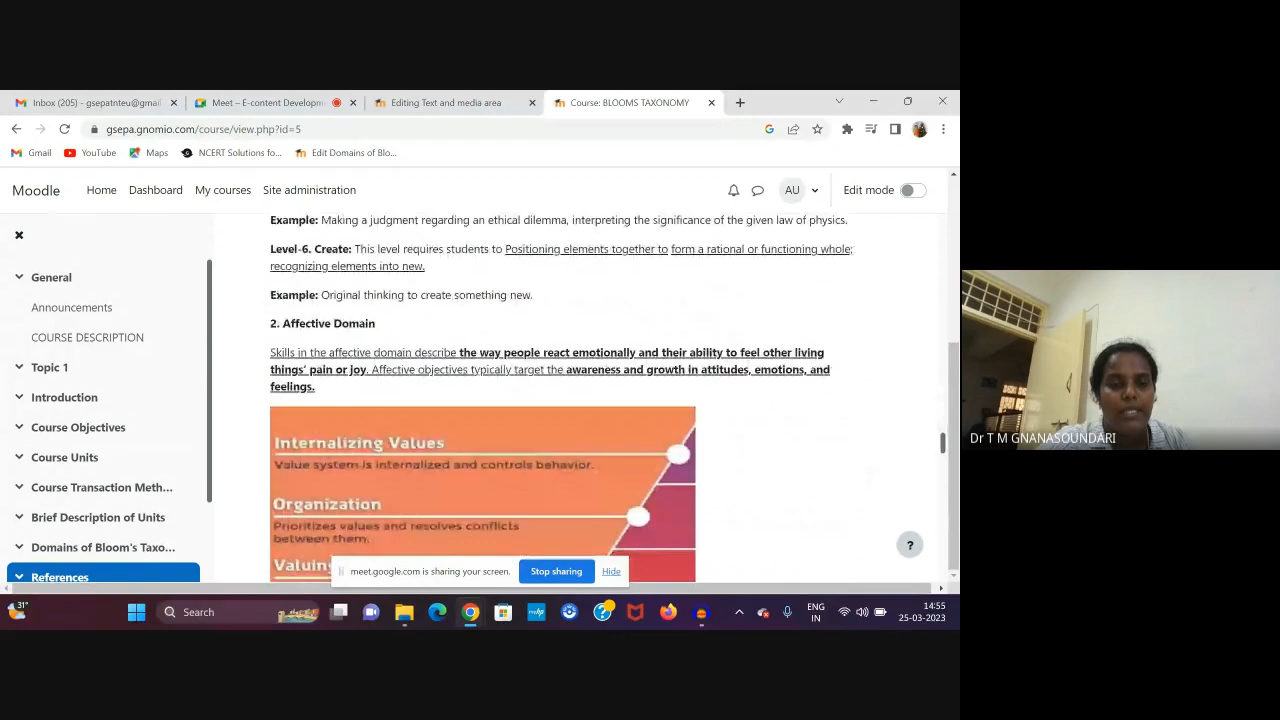 Inbox (205) - gsepatnteu@gmail
Meet – E-content Developm
Editing Text and media area
Course: BLOOMS TAXONOMY
gsepa.gnomio.com/course/view.php?id=5
Gmail
YouTube
Maps
NCERT Solutions fo...
Edit Domains of Blo...
Moodle
Home
Dashboard
My courses
Site administration
AU
Edit mode
General
Announcements
COURSE DESCRIPTION
Topic 1
Introduction
Course Objectives
Course Units
Course Transaction Meth...
Brief Description of Units
Domains of Bloom's Taxo...
References
Example: Making a judgment regarding an ethical dilemma, interpreting the significance of the given law of physics.
Level-6. Create: This level requires students to Positioning elements together to form a rational or functioning whole;
recognizing elements into new.
Example: Original thinking to create something new.
2. Affective Domain
Skills in the affective domain describe the way people react emotionally and their ability to feel other living
things' pain or joy. Affective objectives typically target the awareness and growth in attitudes, emotions, and
feelings.
Internalizing Values
Value system is internalized and controls behavior.
Organization
Prioritizes values and resolves conflicts
between them.
Valuing
?
meet.google.com is sharing your screen.
Stop sharing
Hide
Dr T M GNANASOUNDARI
31°
Search
ENG
IN
14:55
25-03-2023